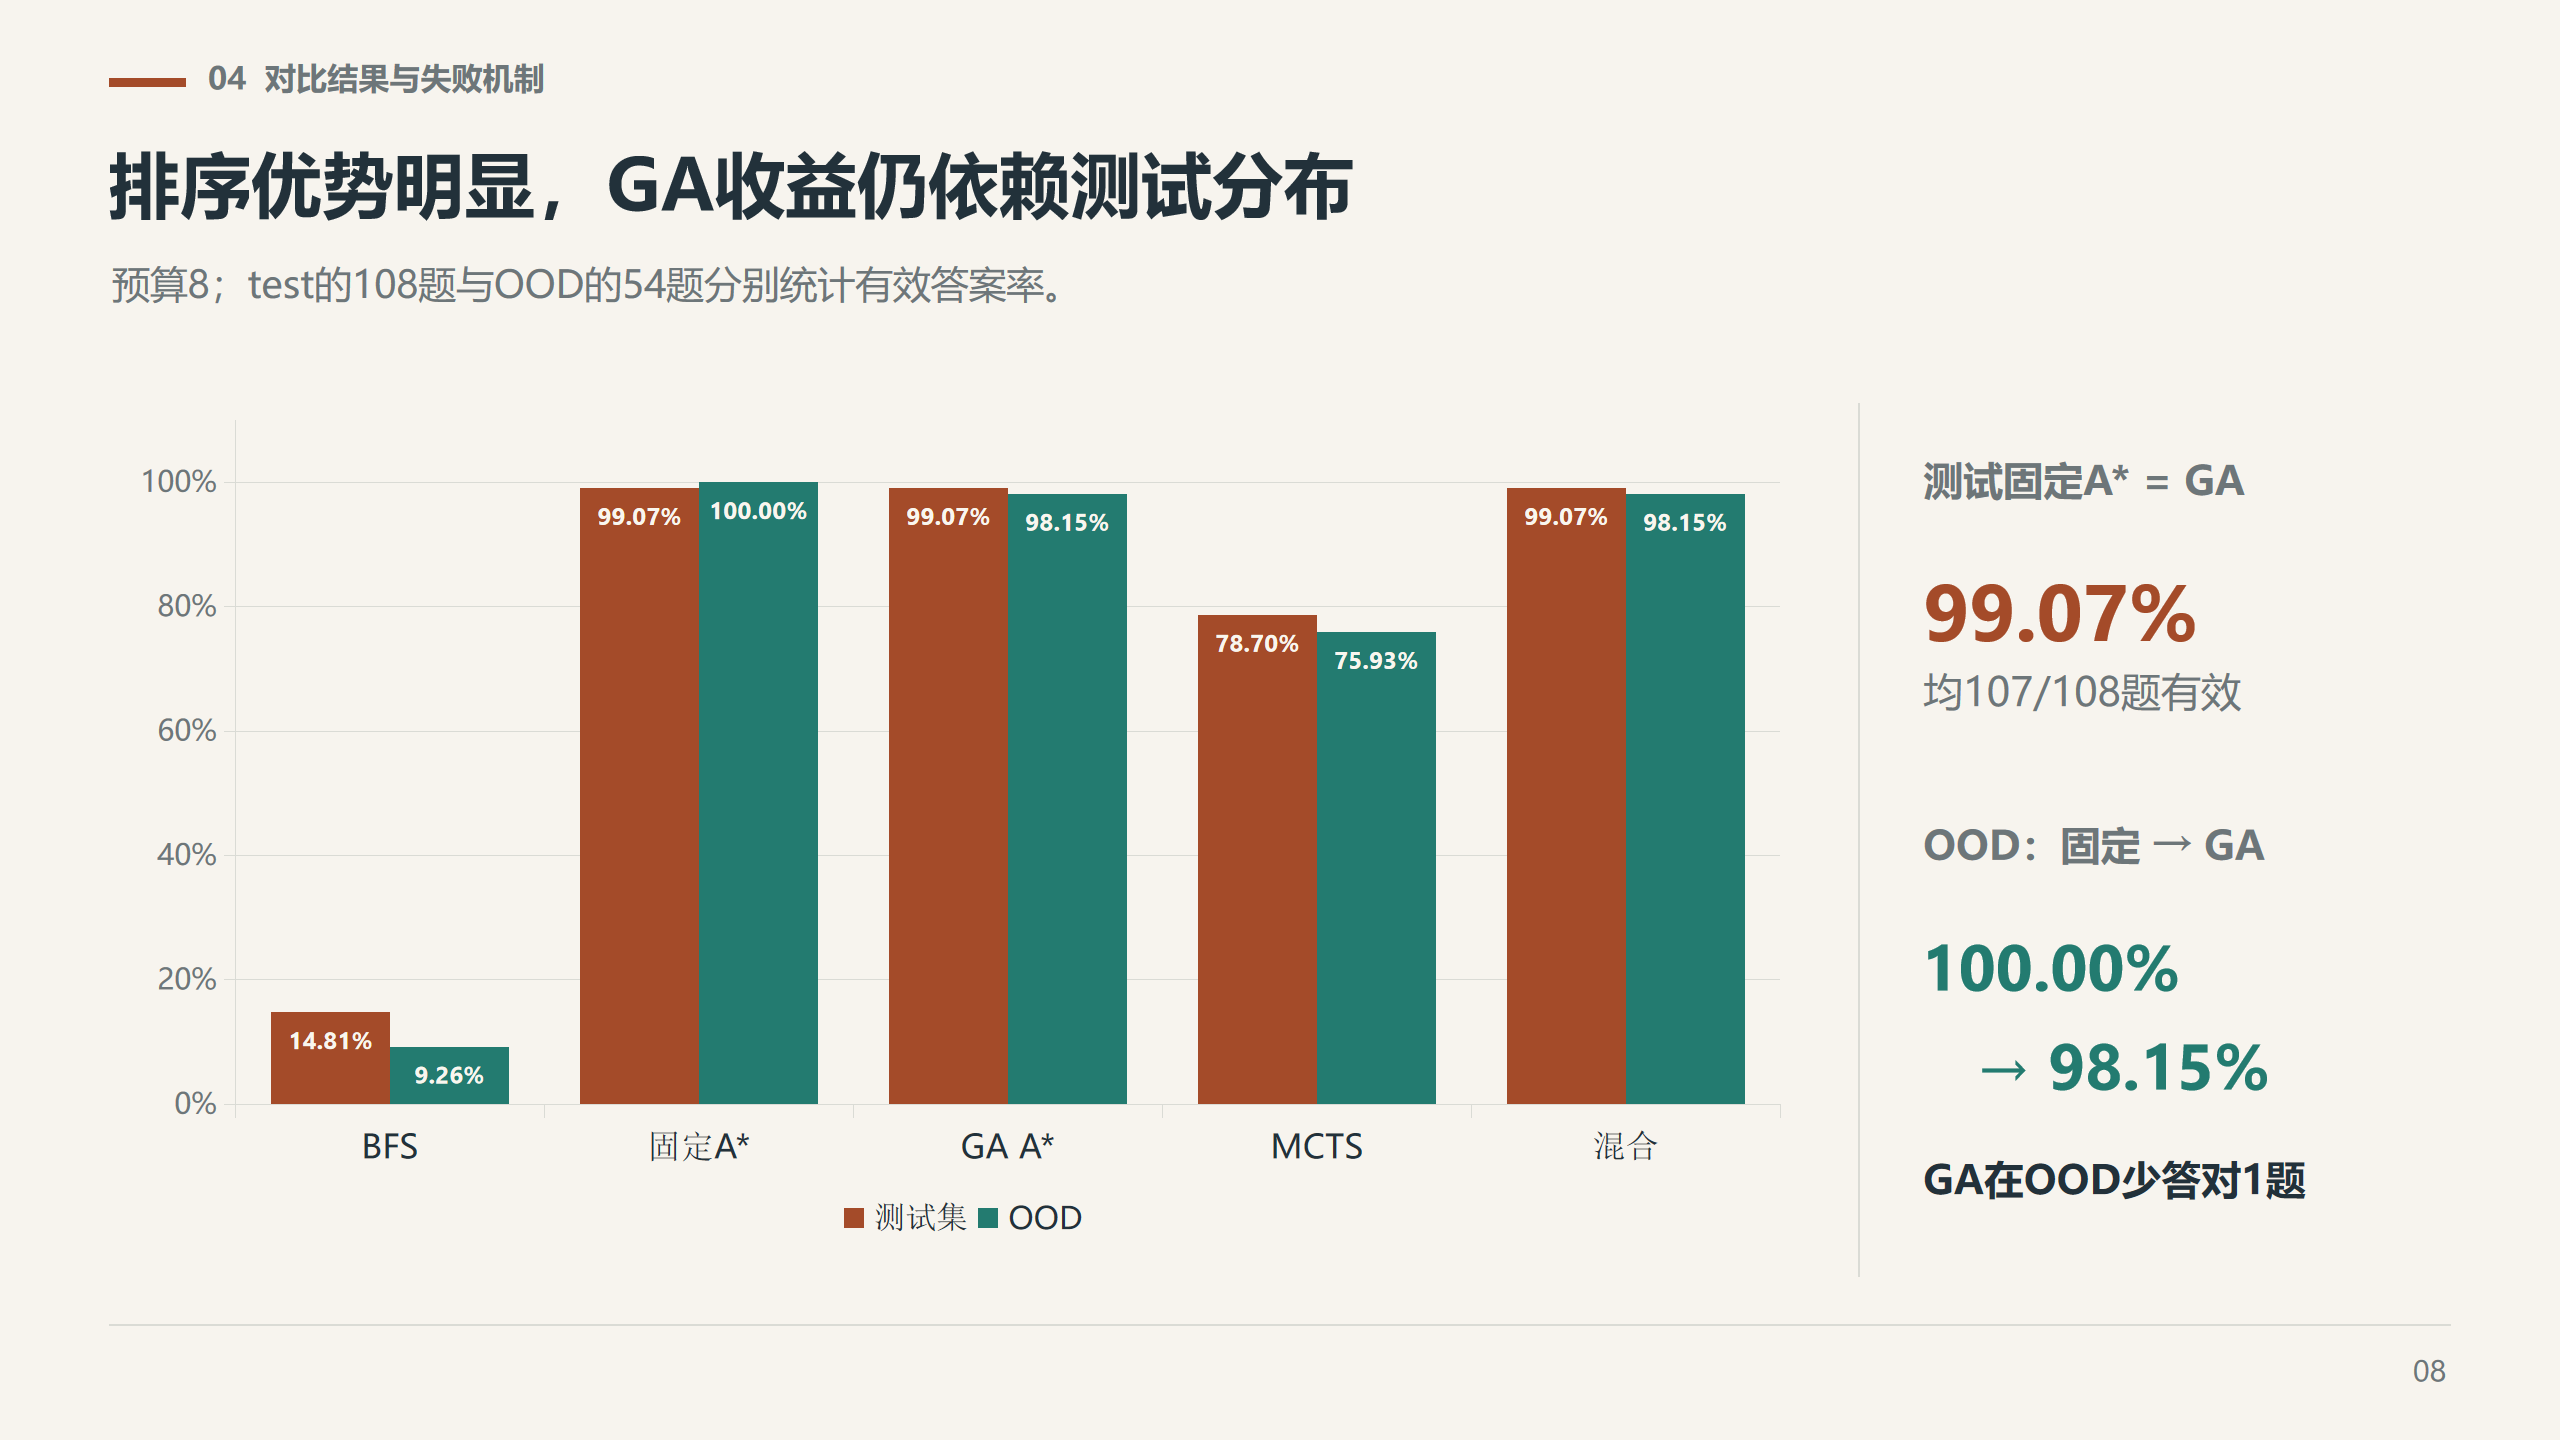 04 对比结果与失败机制
排序优势明显，GA收益仍依赖测试分布
预算8；test的108题与OOD的54题分别统计有效答案率。
100%
80%
60%
40%
20%
0%
14.81%
9.26%
99.07%
100.00%
99.07%
98.15%
78.70%
75.93%
99.07%
98.15%
BFS
固定A*
GA A*
MCTS
混合
测试集
OOD
测试固定A* = GA
99.07%
均107/108题有效
OOD：固定 → GA
100.00%
→ 98.15%
GA在OOD少答对1题
08